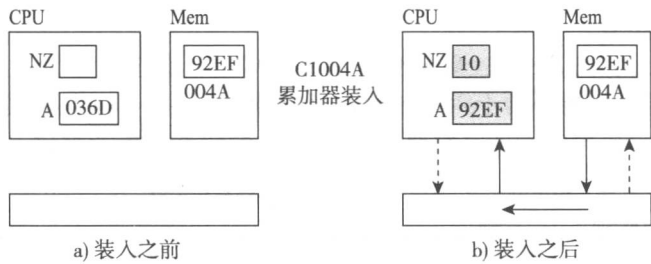 CPU Mem
NZ
92EF
004A
A 036D
a) 装入之前
C1004A
累加器装入
CPU Mem
NZ 10
92EF
004A
A 92EF
b) 装入之后